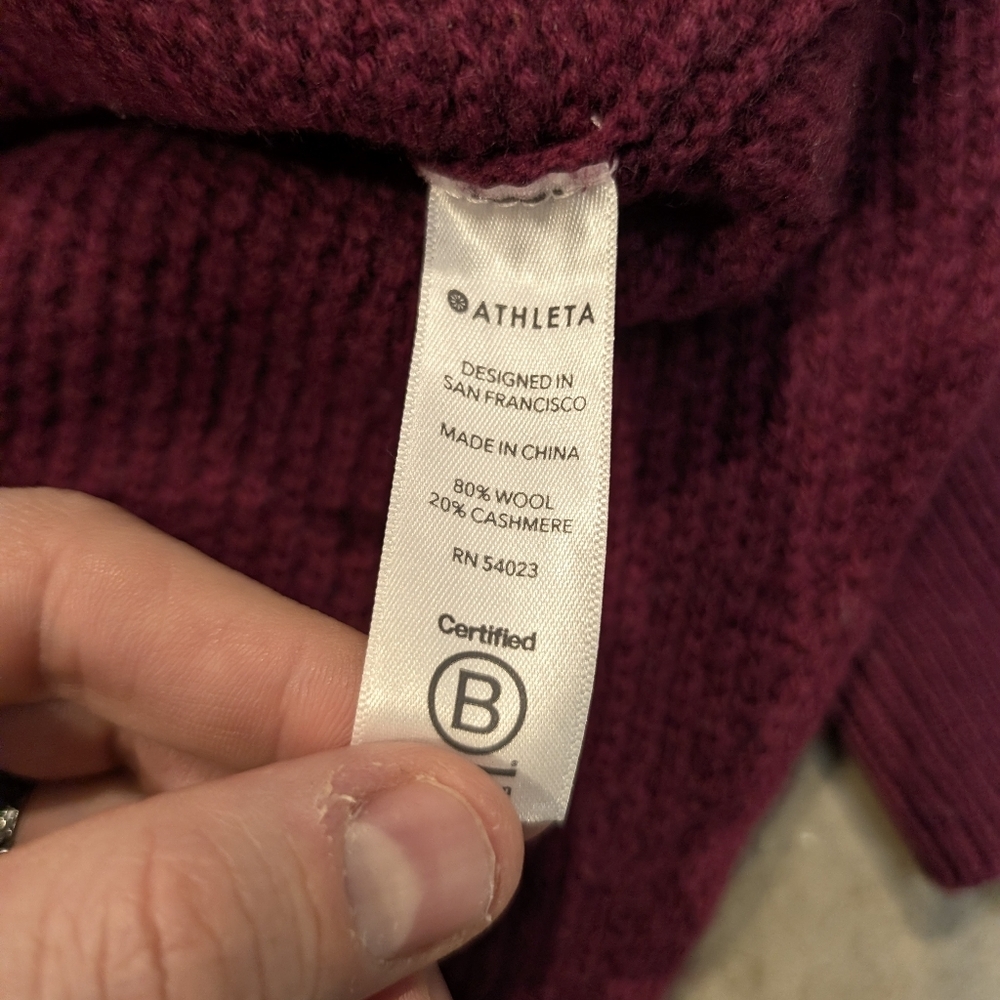 ATHLETA
DESIGNED IN
SAN FRANCISCO
MADE IN CHINA
80% WOOL
20% CASHMERE
RN 54023
Certified
B